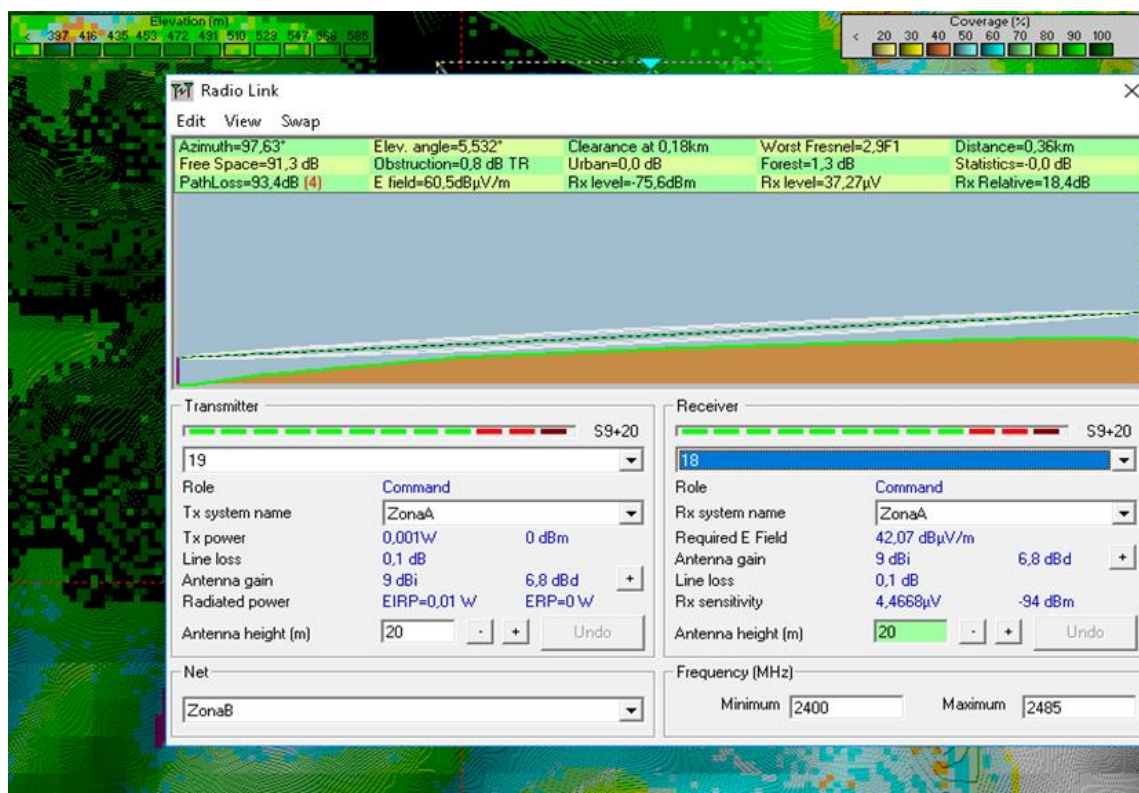 Elevation (m)
< 397 416 435 453 472 491 510 529 547 566 585
Coverage (%)
< 20 30 40 50 60 70 80 90 100
Radio Link
Edit View Swap
Azimuth=97,63° Elev. angle=5,532° Clearance at 0,18km Worst Fresnel=2,9F1 Distance=0,36km
Free Space=91,3 dB Obstruction=0,8 dB TR Urban=0,0 dB Forest=1,3 dB Statistics=-0,0 dB
PathLoss=93,4dB (4) E field=60,5dBµV/m Rx level=-75,6dBm Rx level=37,27µV Rx Relative=18,4dB
Transmitter
S9+20
19
Role Command
Tx system name ZonaA
Tx power 0,001W 0 dBm
Line loss 0,1 dB
Antenna gain 9 dBi 6,8 dBd +
Radiated power EIRP=0,01 W ERP=0 W
Antenna height (m) 20 - + Undo
Receiver
S9+20
18
Role Command
Rx system name ZonaA
Required E Field 42,07 dBµV/m
Antenna gain 9 dBi 6,8 dBd +
Line loss 0,1 dB
Rx sensitivity 4,4668µV -94 dBm
Antenna height (m) 20 - + Undo
Net
ZonaB
Frequency (MHz)
Minimum 2400 Maximum 2485